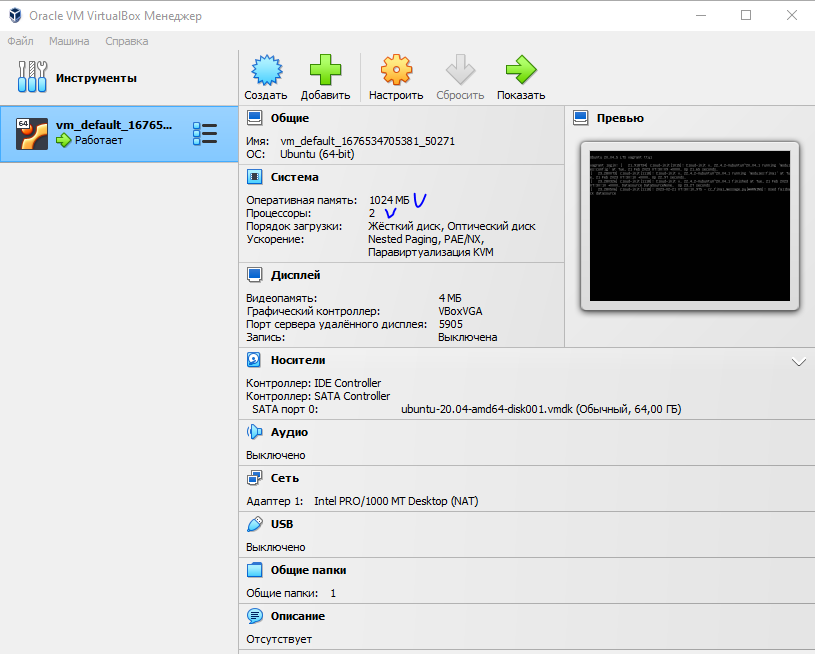 Oracle VM VirtualBox Менеджер
Файл Машина Справка
Инструменты
Создать Добавить Настроить Сбросить Показать
64
vm_default_16765...
Работает
Общие
Имя: vm_default_1676534705381_50271
ОС: Ubuntu (64-bit)
Система
Оперативная память: 1024 МБ
Процессоры: 2
Порядок загрузки: Жёсткий диск, Оптический диск
Ускорение: Nested Paging, PAE/NX,
Паравиртуализация KVM
Дисплей
Видеопамять: 4 МБ
Графический контроллер: VBoxVGA
Порт сервера удалённого дисплея: 5905
Запись: Выключена
Превью
Носители
Контроллер: IDE Controller
Контроллер: SATA Controller
SATA порт 0: ubuntu-20.04-amd64-disk001.vmdk (Обычный, 64,00 ГБ)
Аудио
Выключено
Сеть
Адаптер 1: Intel PRO/1000 MT Desktop (NAT)
USB
Выключено
Общие папки
Общие папки: 1
Описание
Отсутствует